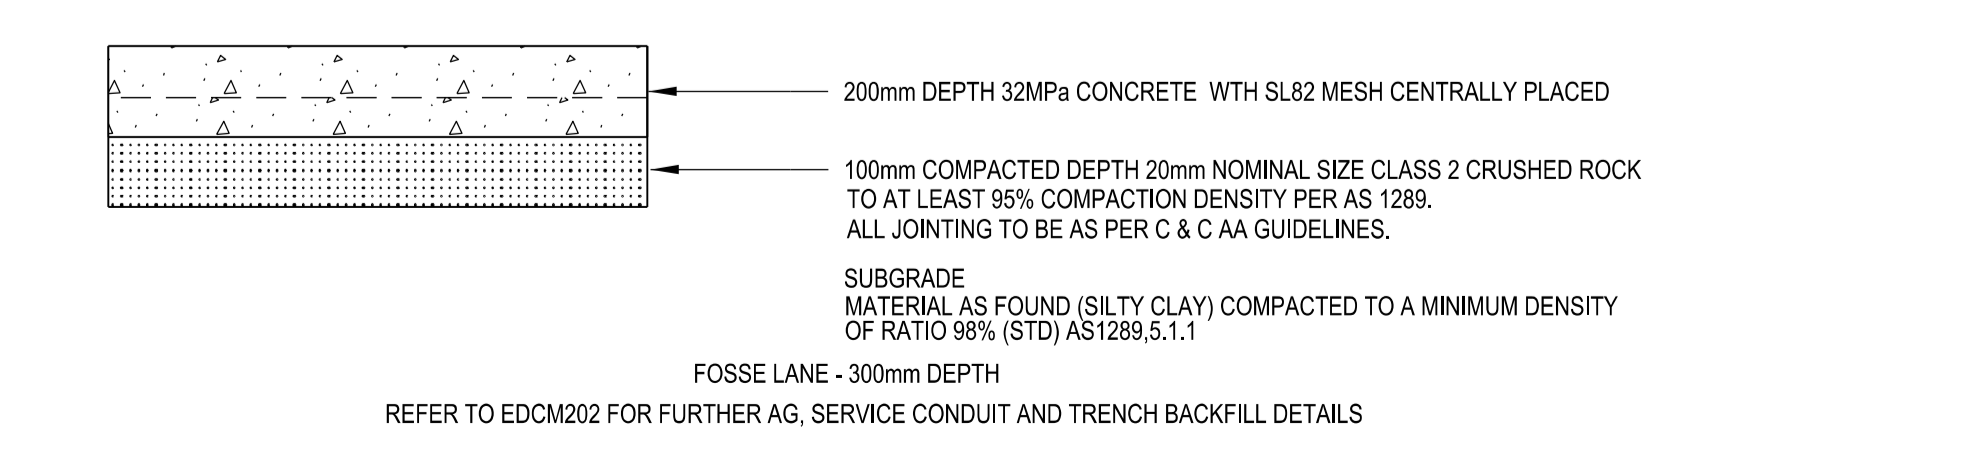 200mm DEPTH 32MPa CONCRETE WTH SL82 MESH CENTRALLY PLACED
100mm COMPACTED DEPTH 20mm NOMINAL SIZE CLASS 2 CRUSHED ROCK
TO AT LEAST 95% COMPACTION DENSITY PER AS 1289.
ALL JOINTING TO BE AS PER C & C AA GUIDELINES.
SUBGRADE
MATERIAL AS FOUND (SILTY CLAY) COMPACTED TO A MINIMUM DENSITY
OF RATIO 98% (STD) AS1289,5.1.1
FOSSE LANE - 300mm DEPTH
REFER TO EDCM202 FOR FURTHER AG, SERVICE CONDUIT AND TRENCH BACKFILL DETAILS